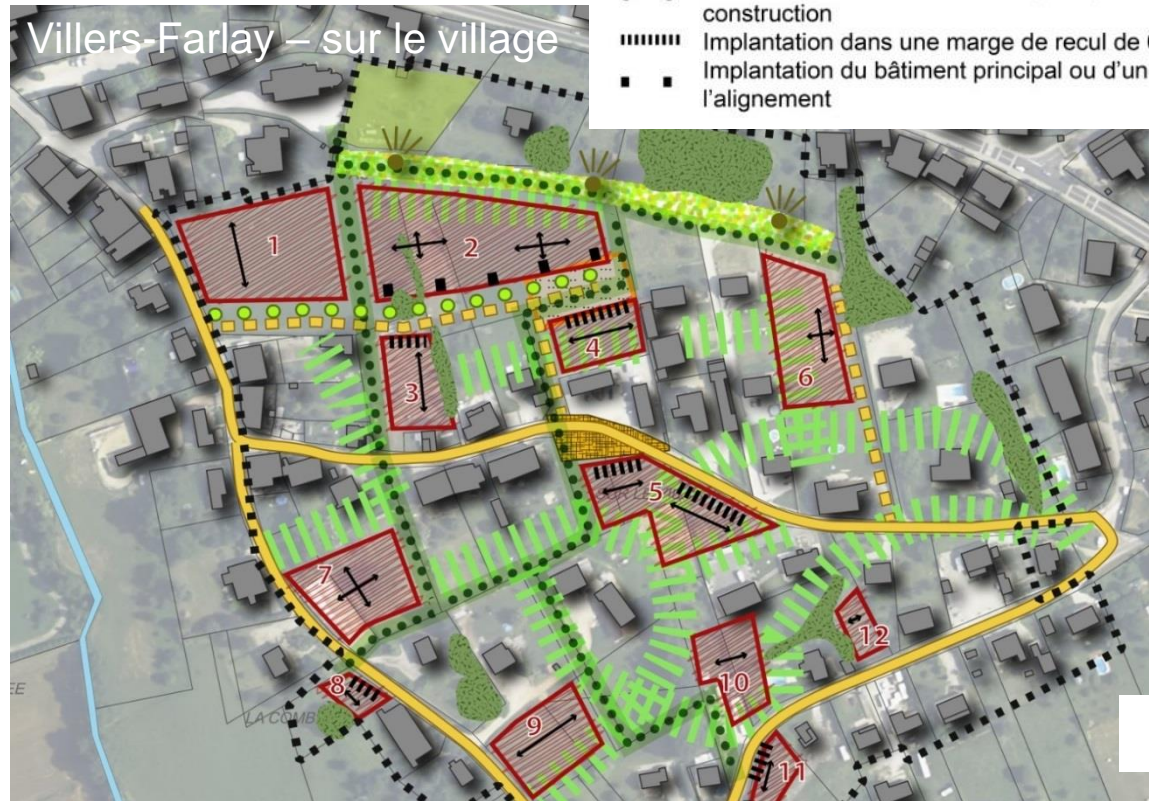 Villers-Farlay – sur le village
construction
Implantation dans une marge de recul de
Implantation du bâtiment principal ou d'un
l'alignement
1
2
3
4
5
6
7
8
9
10
11
12
LA COMB
EE